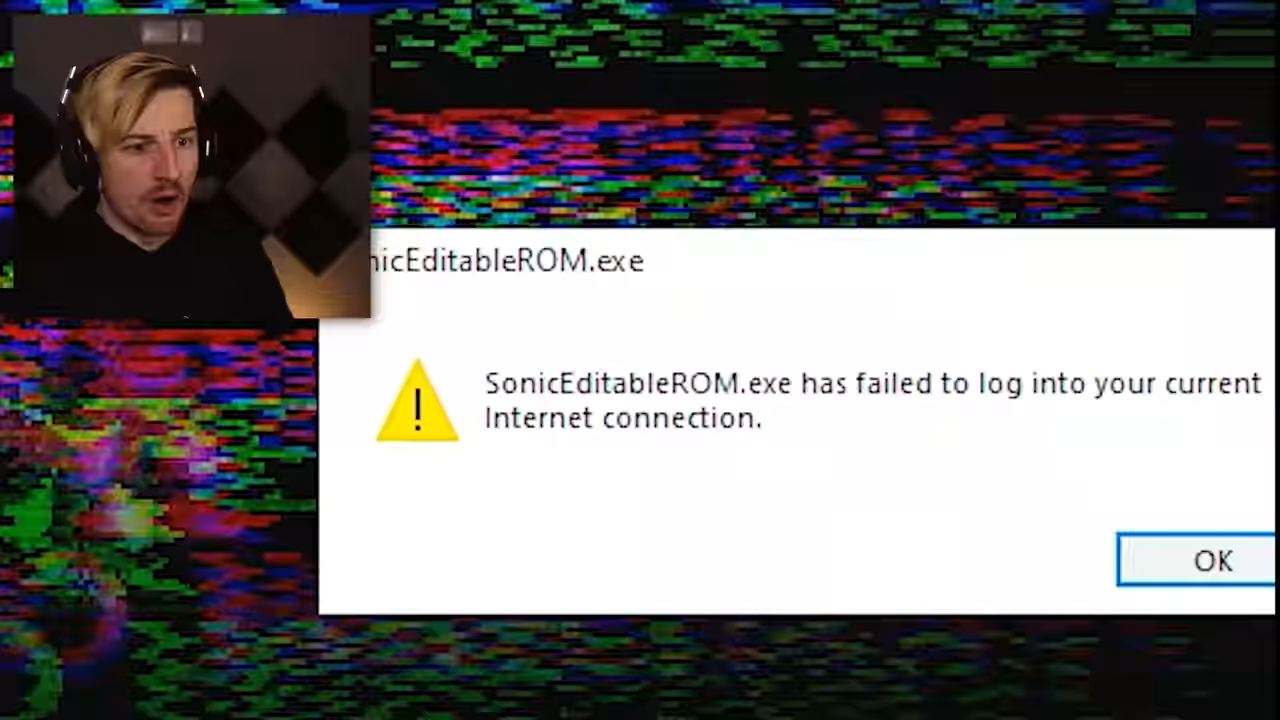 nicEditableROM.exe
SonicEditableROM.exe has failed to log into your current
Internet connection.
OK